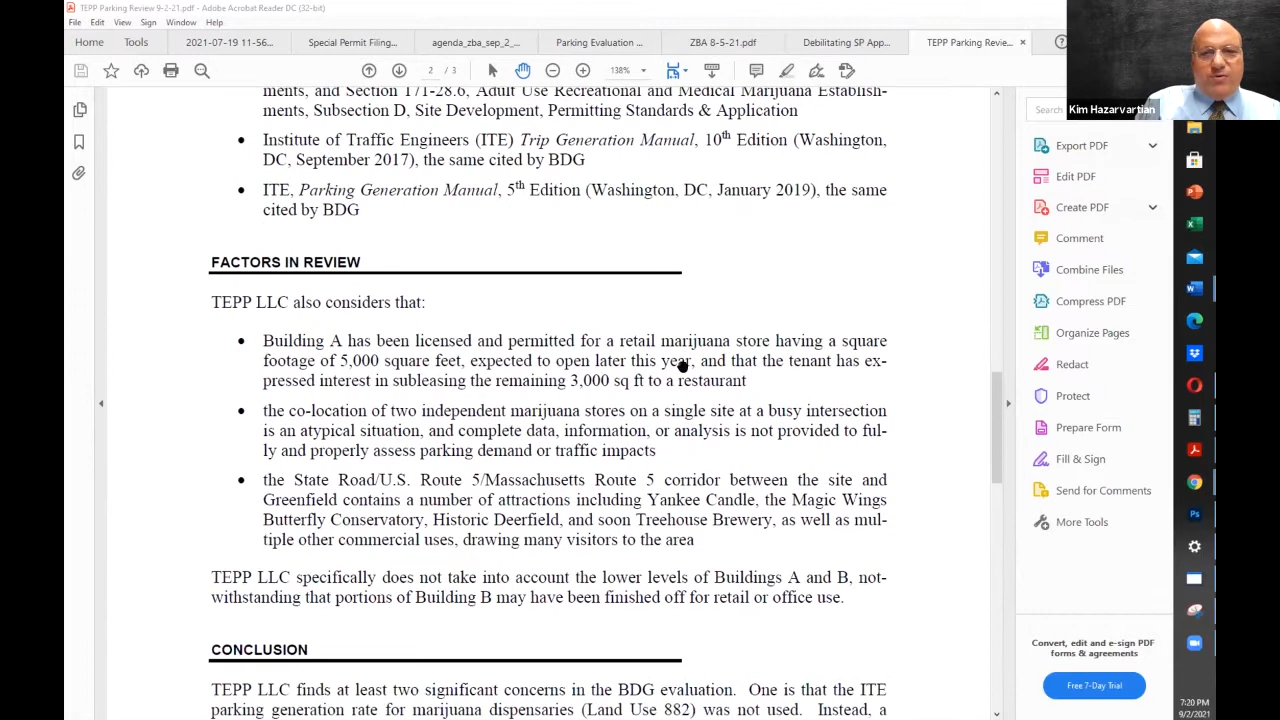 TEPP Parking Review 9-2-21.pdf - Adobe Acrobat Reader DC (32-bit)
File Edit View Sign Window Help
Home Tools 2021-07-19 11-56... Special Permit Filing... agenda_zba_sep_2_... Parking Evaluation ... ZBA 8-5-21.pdf Debilitating SP App... TEPP Parking Revie... ×
2 / 3 138%
ments, and Section 171-28.6, Adult Use Recreational and Medical Marijuana Establish-
ments, Subsection D. Site Development, Permitting Standards & Application
• Institute of Traffic Engineers (ITE) Trip Generation Manual, 10th Edition (Washington,
DC, September 2017), the same cited by BDG
• ITE, Parking Generation Manual, 5th Edition (Washington, DC, January 2019), the same
cited by BDG
FACTORS IN REVIEW
TEPP LLC also considers that:
• Building A has been licensed and permitted for a retail marijuana store having a square
footage of 5,000 square feet, expected to open later this year, and that the tenant has ex-
pressed interest in subleasing the remaining 3,000 sq ft to a restaurant
• the co-location of two independent marijuana stores on a single site at a busy intersection
is an atypical situation, and complete data, information, or analysis is not provided to ful-
ly and properly assess parking demand or traffic impacts
• the State Road/U.S. Route 5/Massachusetts Route 5 corridor between the site and
Greenfield contains a number of attractions including Yankee Candle, the Magic Wings
Butterfly Conservatory, Historic Deerfield, and soon Treehouse Brewery, as well as mul-
tiple other commercial uses, drawing many visitors to the area
TEPP LLC specifically does not take into account the lower levels of Buildings A and B, not-
withstanding that portions of Building B may have been finished off for retail or office use.
CONCLUSION
TEPP LLC finds at least two significant concerns in the BDG evaluation. One is that the ITE
parking generation rate for marijuana dispensaries (Land Use 882) was not used. Instead, a
Kim Hazarvartian
Search
Export PDF
Edit PDF
Create PDF
Comment
Combine Files
Compress PDF
Organize Pages
Redact
Protect
Prepare Form
Fill & Sign
Send for Comments
More Tools
Convert, edit and e-sign PDF
forms & agreements
Free 7-Day Trial
7:20 PM
9/2/2021